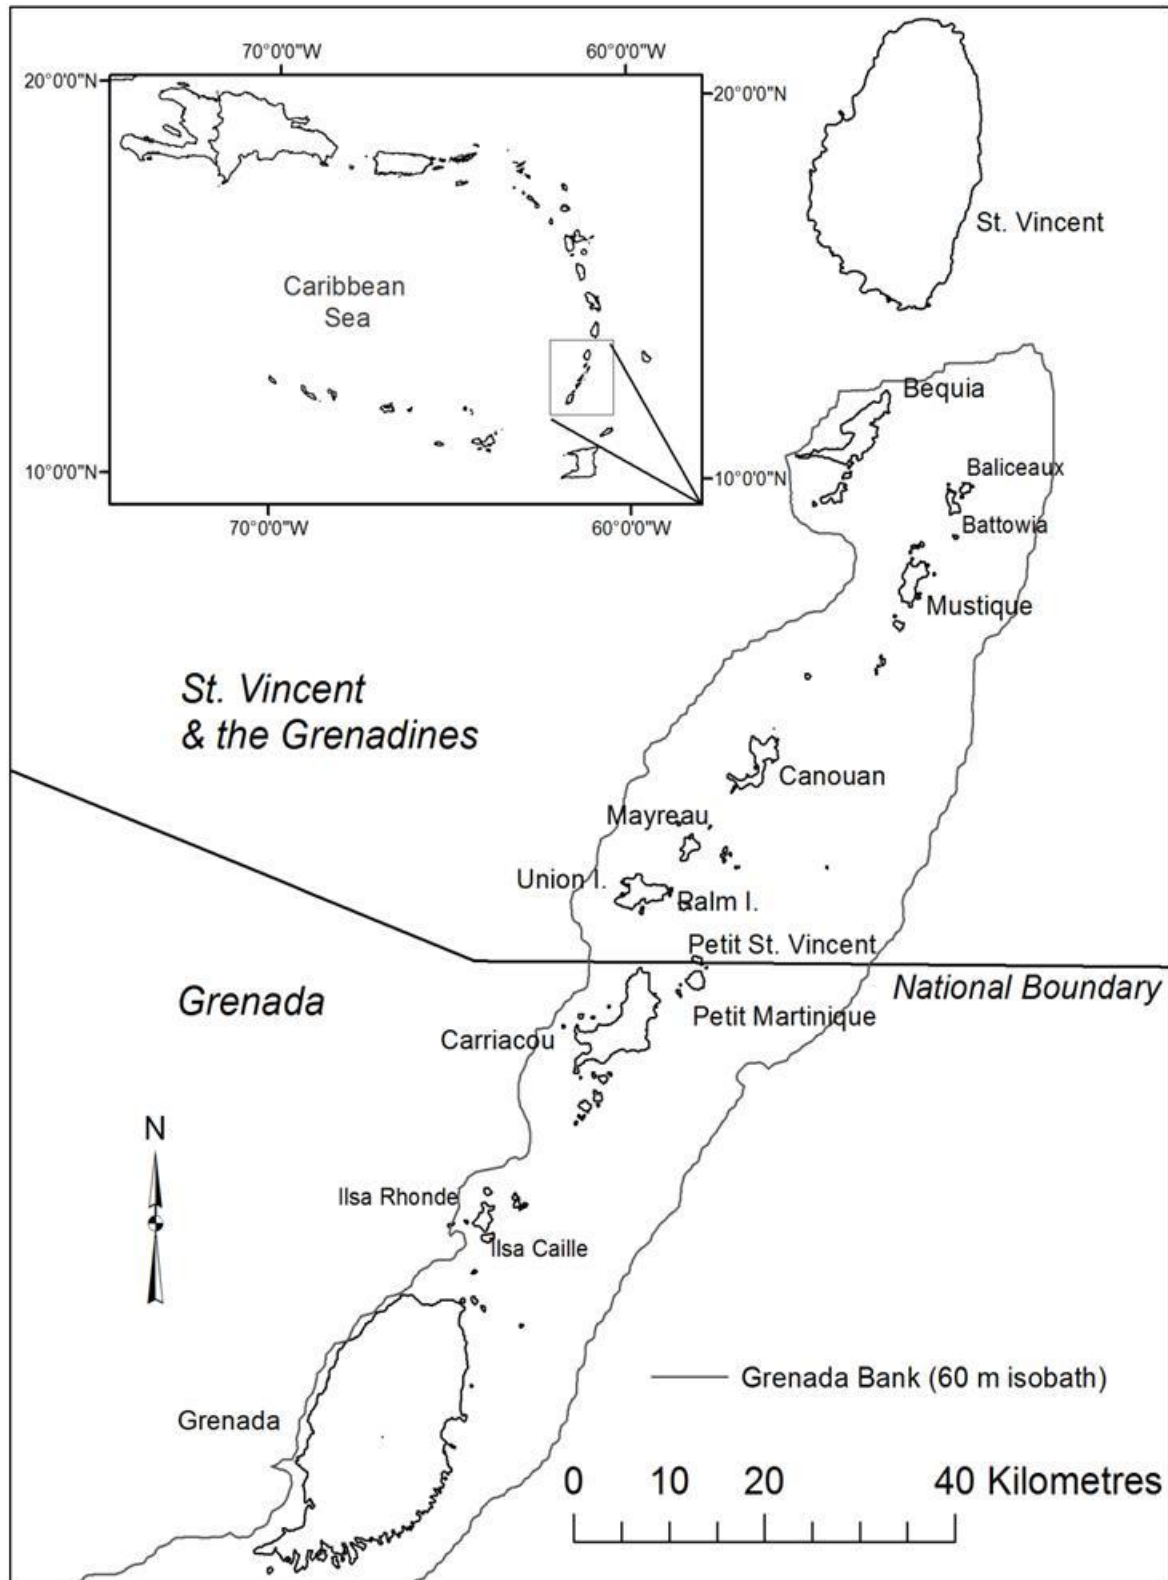 70°0'0"W 60°0'0"W
20°0'0"N 20°0'0"N
Caribbean
Sea
10°0'0"N 10°0'0"N
70°0'0"W 60°0'0"W
St. Vincent
Bequia
Baliceaux
Battowia
Mustique
St. Vincent
& the Grenadines
Canouan
Mayreau
Union I.
Palm I.
Petit St. Vincent
National Boundary
Grenada
Petit Martinique
Carriacou
N
Ilsa Rhonde
Ilsa Caille
Grenada Bank (60 m isobath)
Grenada
0 10 20 40 Kilometres